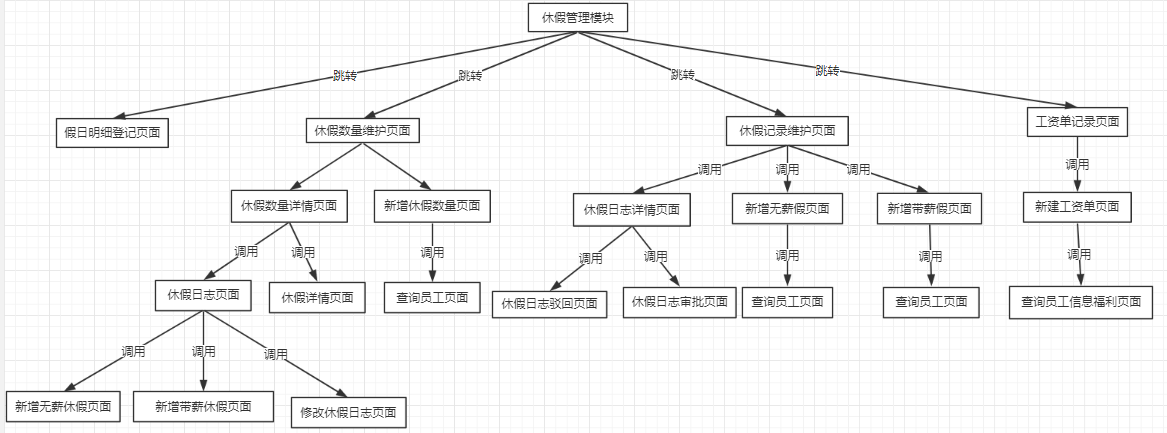 休假管理模块
跳转
跳转
跳转
跳转
假日明细登记页面
休假数量维护页面
休假记录维护页面
工资单记录页面
调用
调用
调用
调用
休假数量详情页面
新增休假数量页面
休假日志详情页面
新增无薪假页面
新增带薪假页面
新建工资单页面
调用
调用
调用
调用
调用
调用
调用
调用
休假日志页面
休假详情页面
查询员工页面
休假日志驳回页面
休假日志审批页面
查询员工页面
查询员工页面
查询员工信息福利页面
调用
调用
调用
新增无薪休假页面
新增带薪休假页面
修改休假日志页面